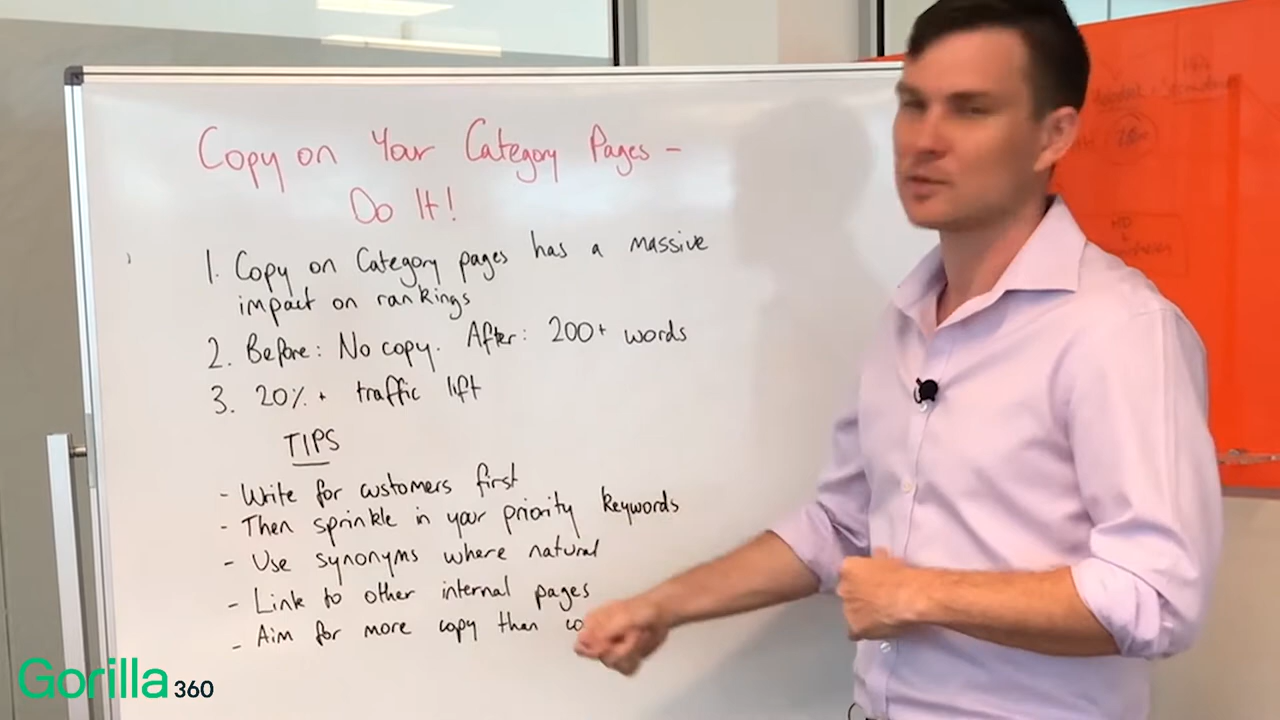 Copy on Your Category Pages -
Do It!
1. Copy on Category pages has a massive
impact on rankings
2. Before: No copy. After: 200+ words
3. 20% + traffic lift
TIPS
- Write for customers first
- Then sprinkle in your priority keywords
- Use synonyms where natural
- Link to other internal pages
- Aim for more copy than
Gorilla 360